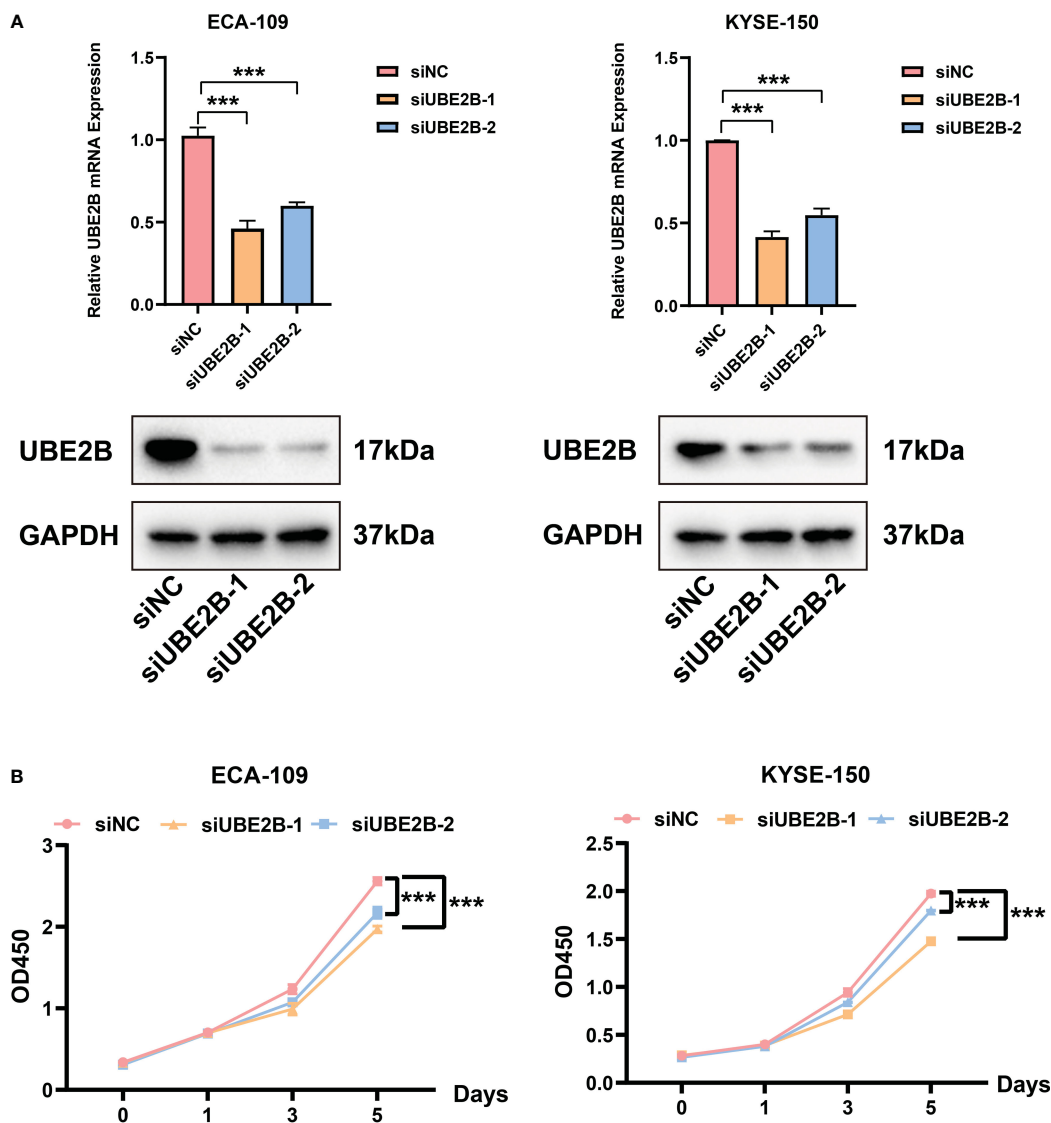 A
ECA-109
Relative UBE2B mRNA Expression
1.5
1.0
0.5
0.0
***
***
siNC
siUBE2B-1
siUBE2B-2
siNC
siUBE2B-1
siUBE2B-2
KYSE-150
Relative UBE2B mRNA Expression
1.5
1.0
0.5
0.0
***
***
siNC
siUBE2B-1
siUBE2B-2
siNC
siUBE2B-1
siUBE2B-2
UBE2B
17kDa
GAPDH
37kDa
siNC
siUBE2B-1
siUBE2B-2
UBE2B
17kDa
GAPDH
37kDa
siNC
siUBE2B-1
siUBE2B-2
B
ECA-109
siNC siUBE2B-1 siUBE2B-2
OD450
3
2
1
0
***
***
0 1 3 5
Days
KYSE-150
siNC siUBE2B-1 siUBE2B-2
OD450
2.5
2.0
1.5
1.0
0.5
0.0
***
***
0 1 3 5
Days